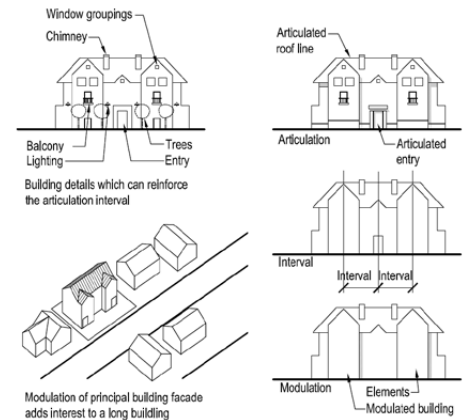 Window groupings
Chimney
Balcony
Lighting
Trees
Entry
Building details which can reinforce
the articulation interval
Modulation of principal building facade
adds interest to a long buildling
Articulated
roof line
Articulation
Articulated
entry
Interval
Interval Interval
Modulation
Elements
Modulated building